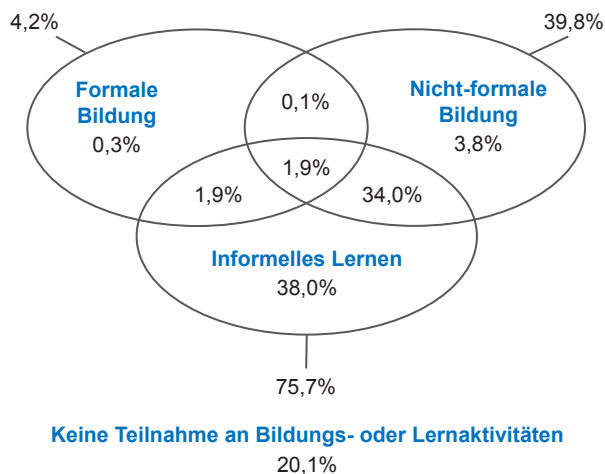 4,2%
39,8%
Formale
Bildung
0,3%
0,1%
Nicht-formale
Bildung
3,8%
1,9%
1,9%
34,0%
Informelles Lernen
38,0%
75,7%
Keine Teilnahme an Bildungs- oder Lernaktivitäten
20,1%